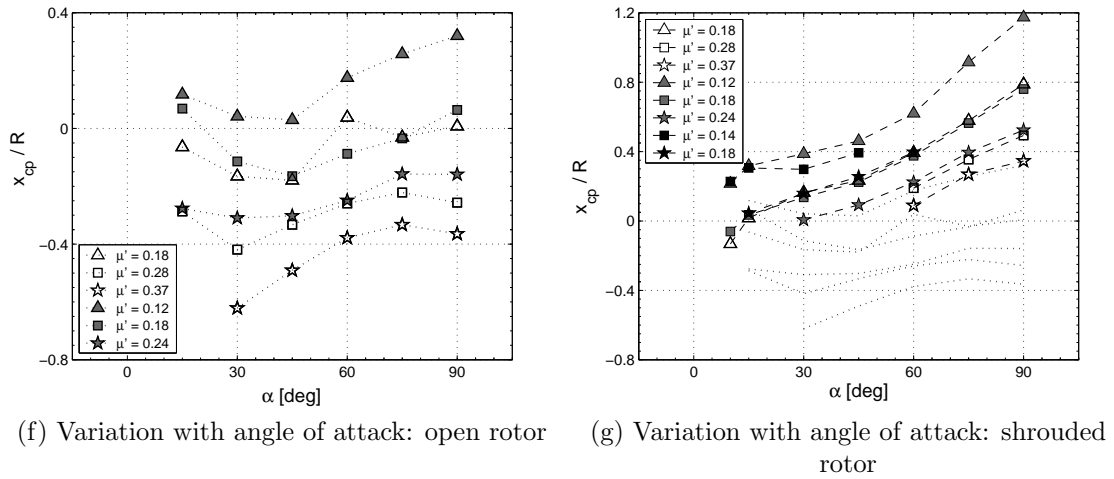 0.4
0
−0.4
−0.8
x_cp / R
μ' = 0.18
μ' = 0.28
μ' = 0.37
μ' = 0.12
μ' = 0.18
μ' = 0.24
0 30 60 90
α [deg]
(f) Variation with angle of attack: open rotor
1.2
0.8
0.4
0
−0.4
−0.8
x_cp / R
μ' = 0.18
μ' = 0.28
μ' = 0.37
μ' = 0.12
μ' = 0.18
μ' = 0.24
μ' = 0.14
μ' = 0.18
0 30 60 90
α [deg]
(g) Variation with angle of attack: shrouded
rotor